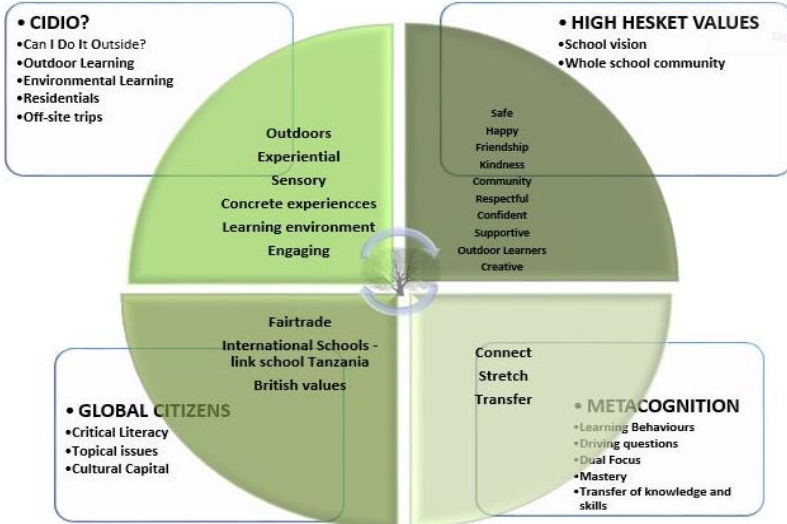 • CIDIO?
•Can I Do It Outside?
•Outdoor Learning
•Environmental Learning
•Residentials
•Off-site trips
Outdoors
Experiential
Sensory
Concrete experiencces
Learning environment
Engaging
• HIGH HESKET VALUES
•School vision
•Whole school community
Safe
Happy
Friendship
Kindness
Community
Respectful
Confident
Supportive
Outdoor Learners
Creative
Fairtrade
International Schools -
link school Tanzania
British values
• GLOBAL CITIZENS
•Critical Literacy
•Topical issues
•Cultural Capital
Connect
Stretch
Transfer
• METACOGNITION
•Learning Behaviours
•Driving questions
•Dual Focus
•Mastery
•Transfer of knowledge and
skills